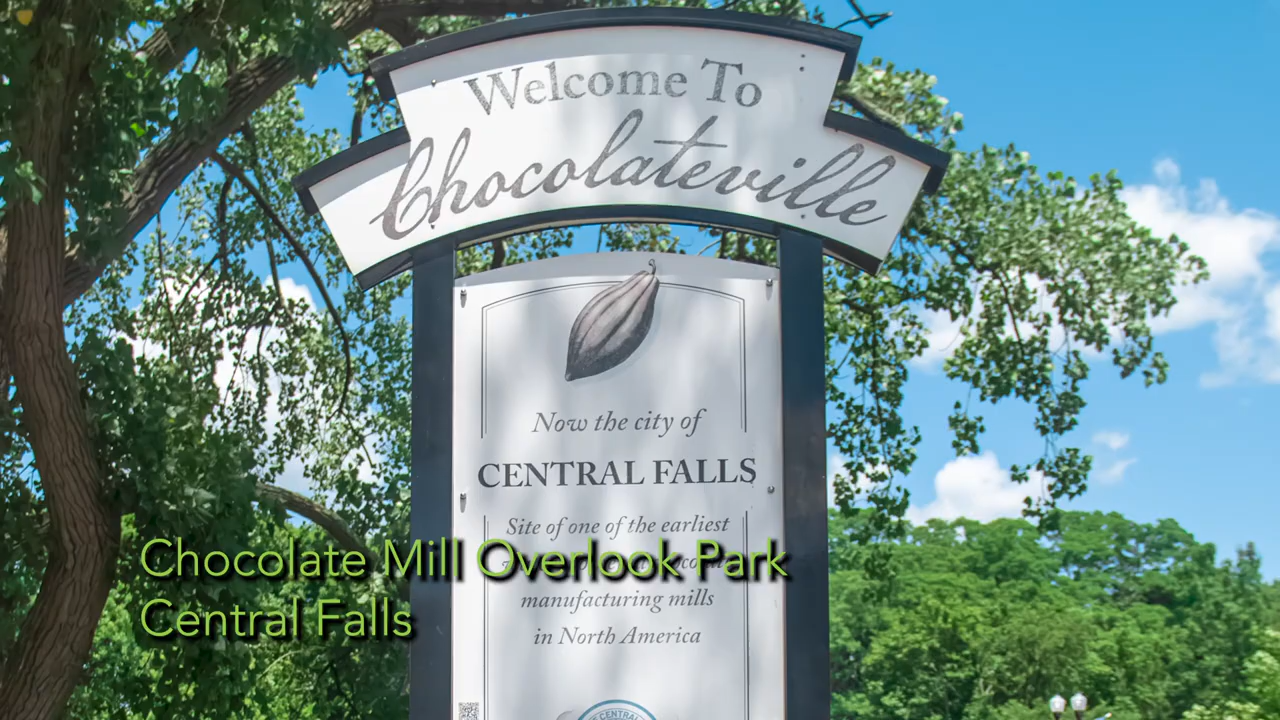 Welcome To
Chocolateville
Now the city of
CENTRAL FALLS
Site of one of the earliest
manufacturing mills
in North America
Chocolate Mill Overlook Park
Central Falls
CENTRAL